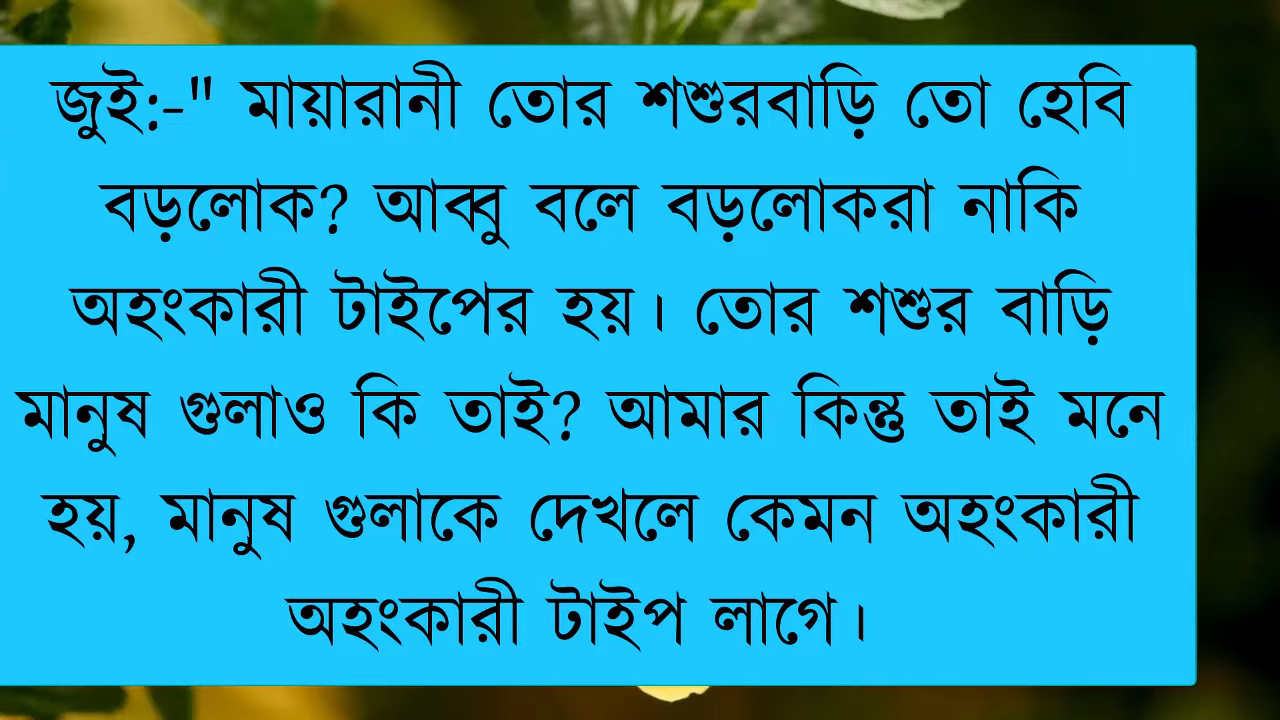 জুই:-" মায়ারানী তোর শশুরবাড়ি তো হেবি
বড়লোক? আব্বু বলে বড়লোকরা নাকি
অহংকারী টাইপের হয়। তোর শশুর বাড়ি
মানুষ গুলাও কি তাই? আমার কিন্তু তাই মনে
হয়, মানুষ গুলাকে দেখলে কেমন অহংকারী
অহংকারী টাইপ লাগে।